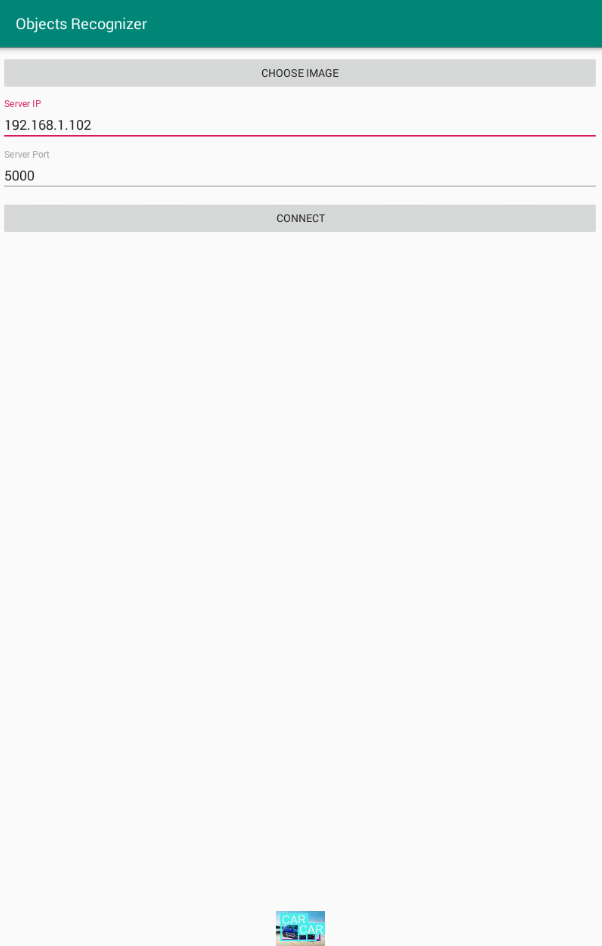 Objects Recognizer
CHOOSE IMAGE
Server IP
192.168.1.102
Server Port
5000
CONNECT
CAR
CAR